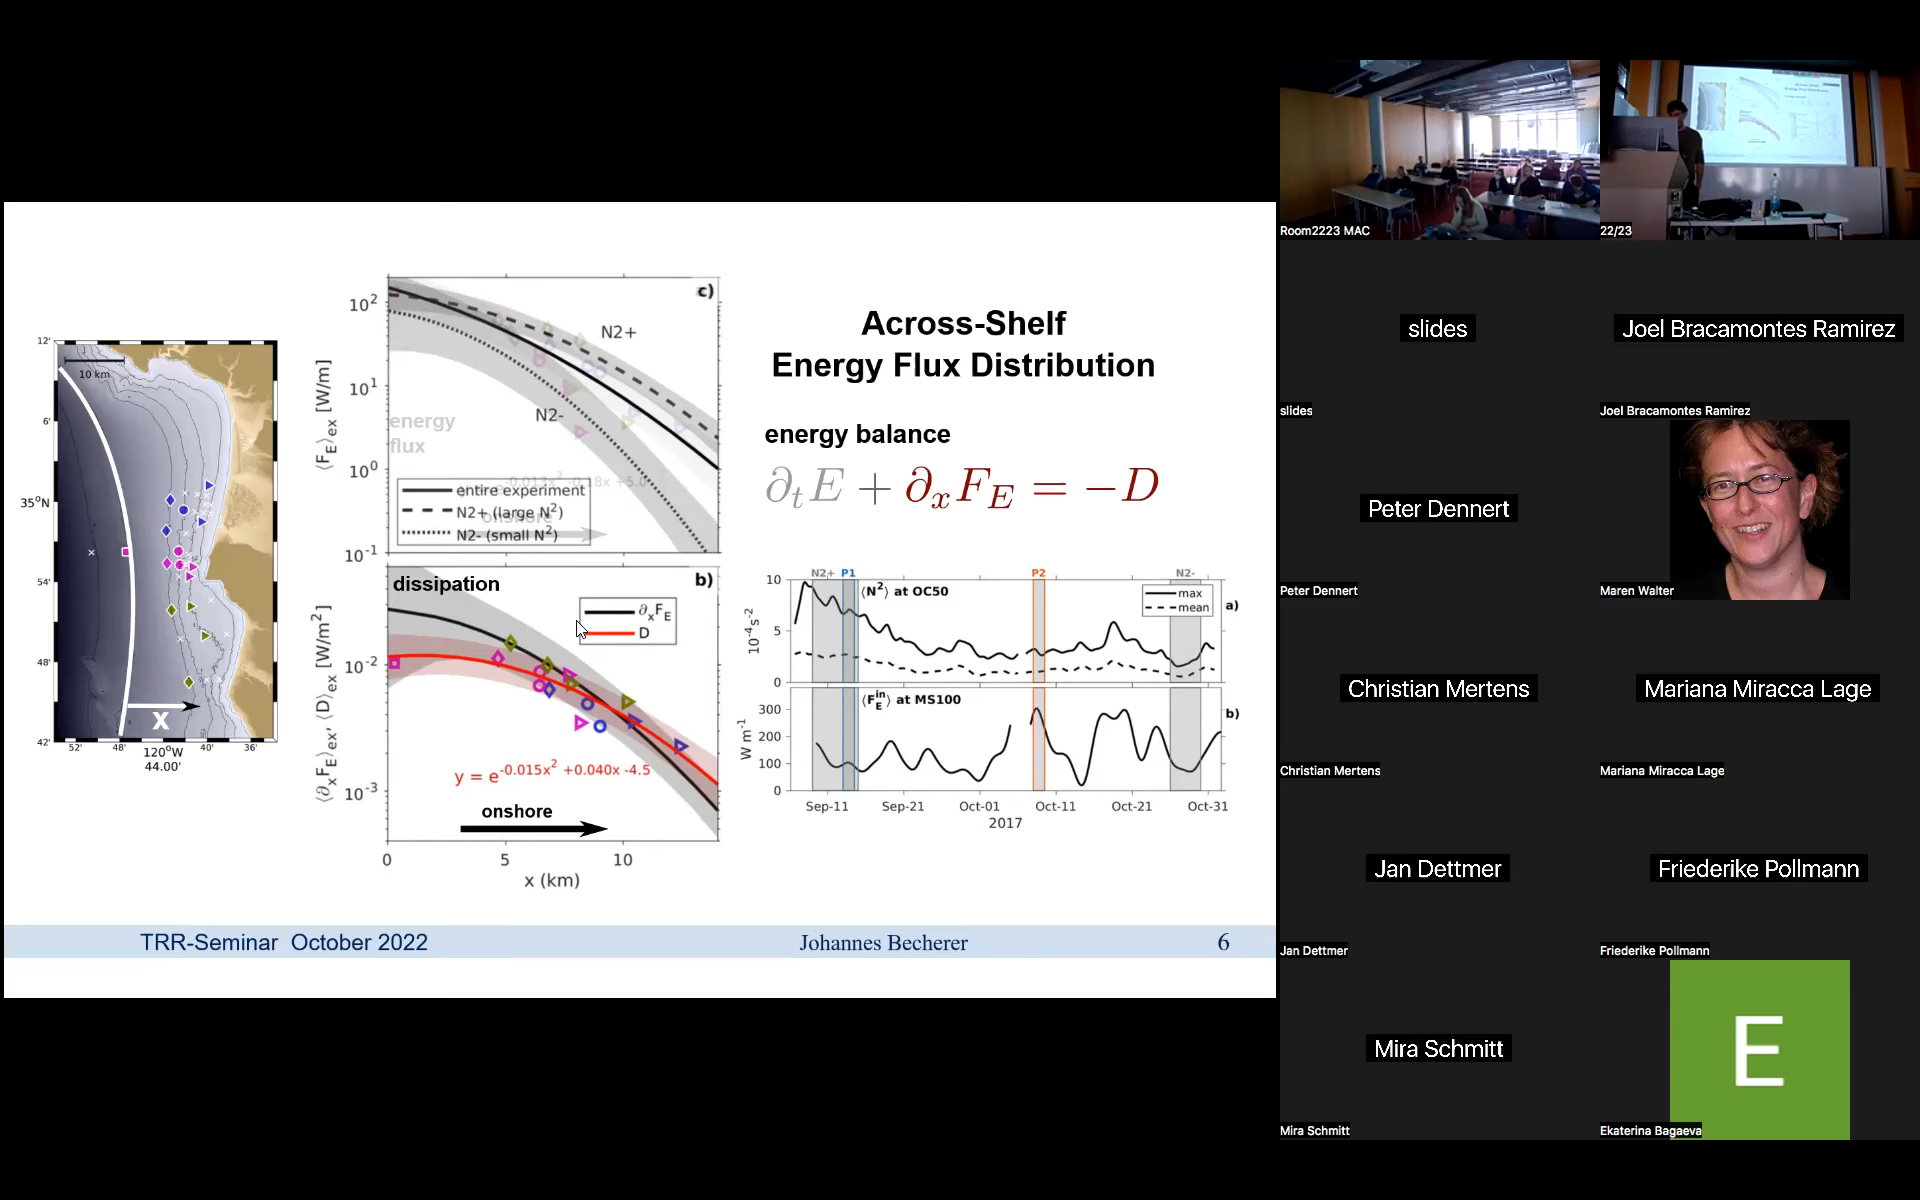 12'
10 km
6'
35°N
54'
48'
42'
52'
48'
120°W
44.00'
40'
36'
X
c)
10²
10¹
10⁰
10⁻¹
⟨F_E⟩_ex [W/m]
N2+
N2-
energy
flux
entire experiment
N2+ (large N²)
N2- (small N²)
b)
dissipation
∂ₓF_E
D
⟨∂ₓF_E⟩_ex, ⟨D⟩_ex [W/m²]
10⁻²
10⁻³
y = e^-0.015x² +0.040x -4.5
onshore
0
5
10
x (km)
Across-Shelf
Energy Flux Distribution
energy balance
∂ₜE + ∂ₓF_E = −D
N2+
P1
P2
N2-
10
5
0
10⁻⁴s⁻²
⟨N²⟩ at OC50
max
mean
a)
300
200
100
0
W m⁻¹
⟨F_E^in⟩ at MS100
b)
Sep-11
Sep-21
Oct-01
Oct-11
Oct-21
Oct-31
2017
TRR-Seminar October 2022
Johannes Becherer
6
Room2223 MAC
22/23
slides
slides
Joel Bracamontes Ramirez
Joel Bracamontes Ramirez
Peter Dennert
Peter Dennert
Maren Walter
Christian Mertens
Christian Mertens
Mariana Miracca Lage
Mariana Miracca Lage
Jan Dettmer
Jan Dettmer
Friederike Pollmann
Friederike Pollmann
Mira Schmitt
Mira Schmitt
E
Ekaterina Bagaeva